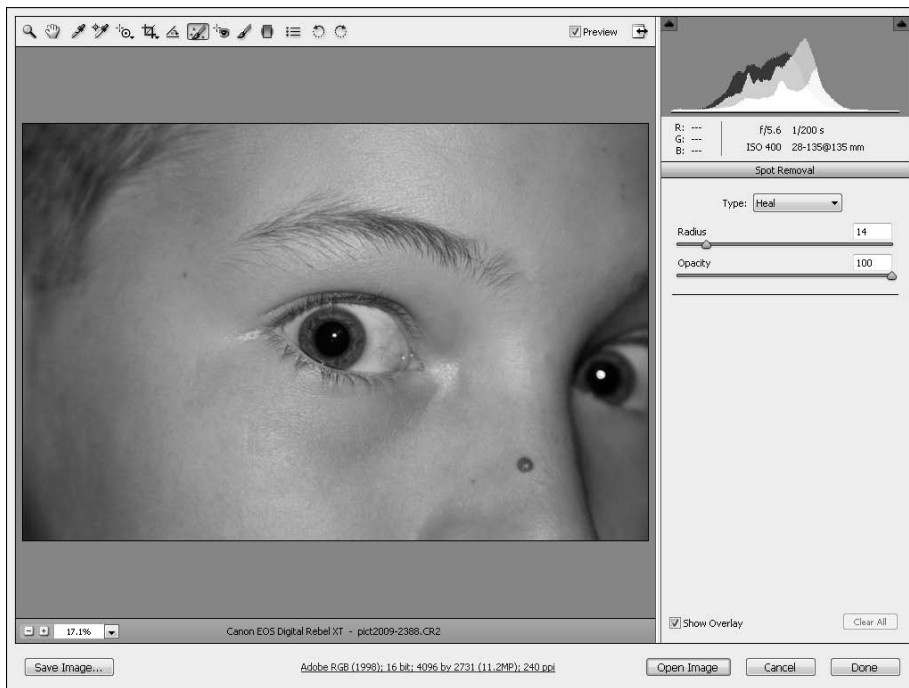 Preview
R: ---
G: ---
B: ---
f/5.6 1/200 s
ISO 400 28-135@135 mm
Spot Removal
Type: Heal
Radius 14
Opacity 100
Show Overlay Clear All
17.1% Canon EOS Digital Rebel XT - pict2009-2388.CR2
Save Image... Adobe RGB (1998); 16 bit; 4096 by 2731 (11.2MP); 240 ppi Open Image Cancel Done